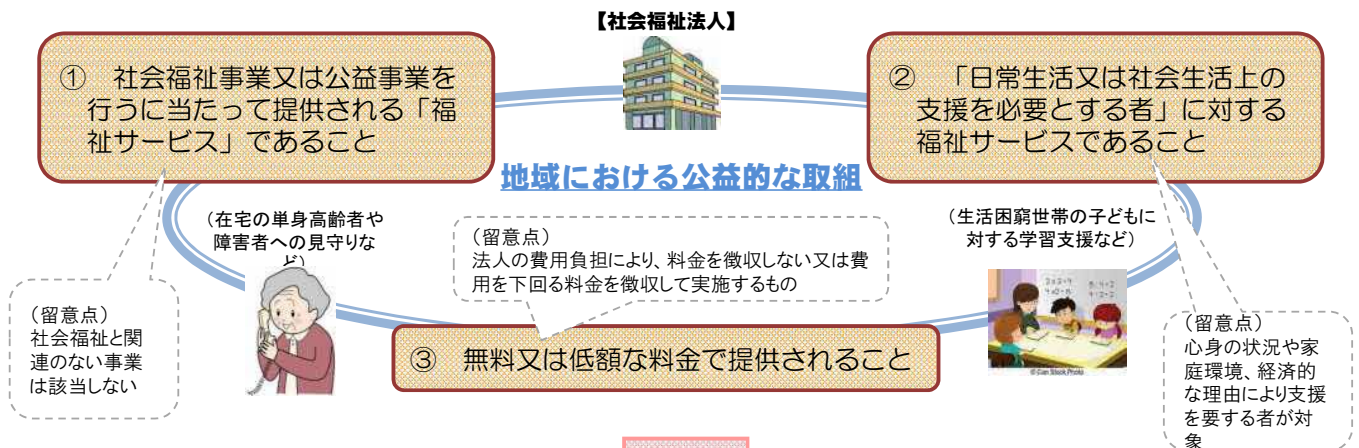 【社会福祉法人】
① 社会福祉事業又は公益事業を
行うに当たって提供される「福
祉サービス」であること
② 「日常生活又は社会生活上の
支援を必要とする者」に対する
福祉サービスであること
地域における公益的な取組
(在宅の単身高齢者や
障害者への見守りな
ど)
(留意点)
法人の費用負担により、料金を徴収しない又は費
用を下回る料金を徴収して実施するもの
(生活困窮世帯の子どもに
対する学習支援など)
(留意点)
社会福祉と関
連のない事業
は該当しない
③ 無料又は低額な料金で提供されること
© Can Stock Photo
(留意点)
心身の状況や家
庭環境、経済的
な理由により支援
を要する者が対
象